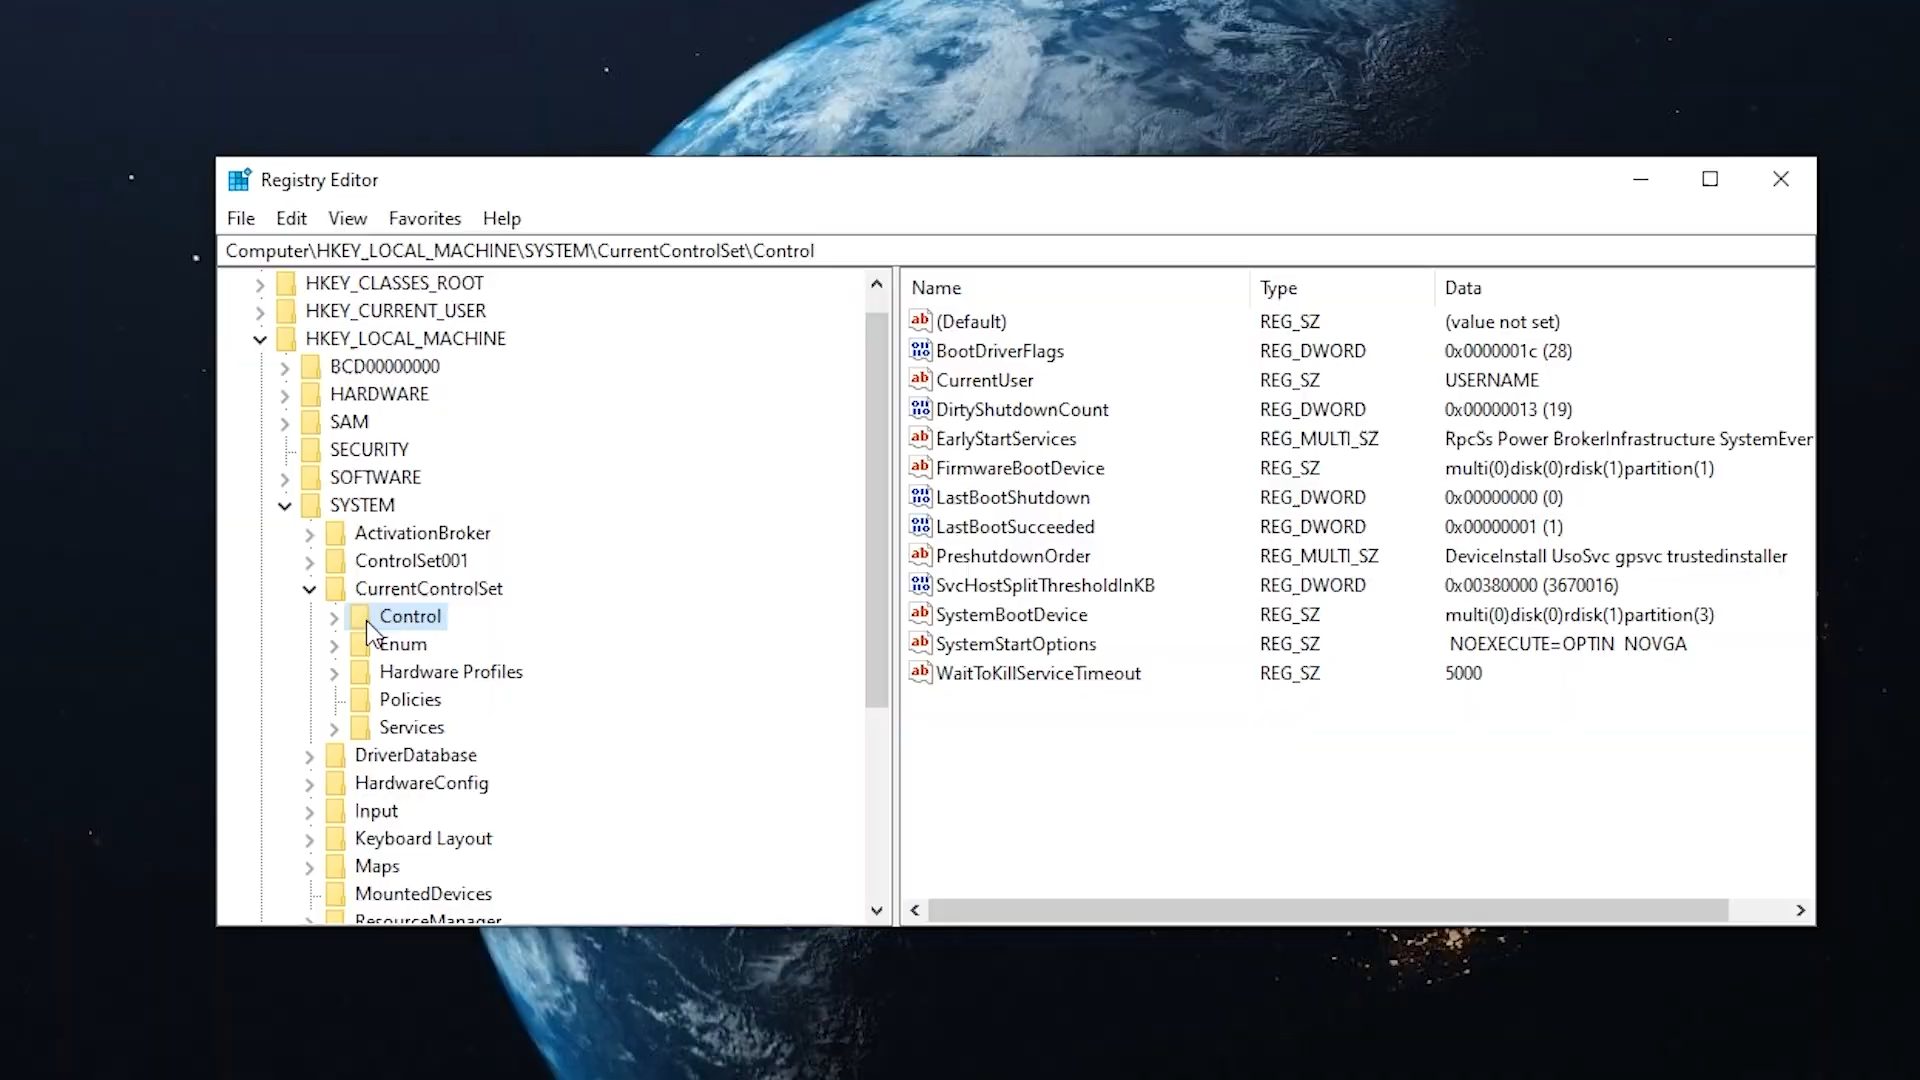 Registry Editor
File Edit View Favorites Help
Computer\HKEY_LOCAL_MACHINE\SYSTEM\CurrentControlSet\Control
HKEY_CLASSES_ROOT
HKEY_CURRENT_USER
HKEY_LOCAL_MACHINE
BCD00000000
HARDWARE
SAM
SECURITY
SOFTWARE
SYSTEM
ActivationBroker
ControlSet001
CurrentControlSet
Control
Enum
Hardware Profiles
Policies
Services
DriverDatabase
HardwareConfig
Input
Keyboard Layout
Maps
MountedDevices
ResourceManager
Name Type Data
(Default) REG_SZ (value not set)
BootDriverFlags REG_DWORD 0x0000001c (28)
CurrentUser REG_SZ USERNAME
DirtyShutdownCount REG_DWORD 0x00000013 (19)
EarlyStartServices REG_MULTI_SZ RpcSs Power BrokerInfrastructure SystemEver
FirmwareBootDevice REG_SZ multi(0)disk(0)rdisk(1)partition(1)
LastBootShutdown REG_DWORD 0x00000000 (0)
LastBootSucceeded REG_DWORD 0x00000001 (1)
PreshutdownOrder REG_MULTI_SZ DeviceInstall UsoSvc gpsvc trustedinstaller
SvcHostSplitThresholdInKB REG_DWORD 0x00380000 (3670016)
SystemBootDevice REG_SZ multi(0)disk(0)rdisk(1)partition(3)
SystemStartOptions REG_SZ NOEXECUTE=OPTIN NOVGA
WaitToKillServiceTimeout REG_SZ 5000